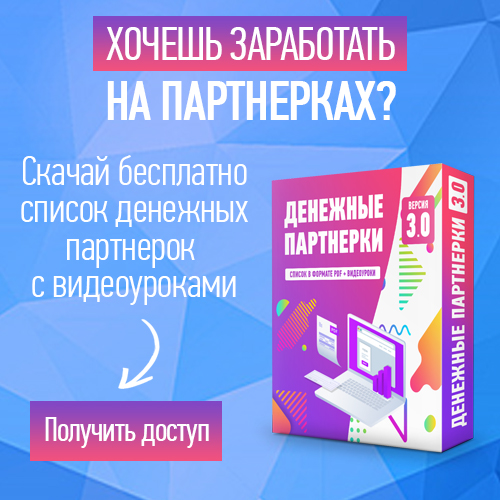 ХОЧЕШЬ ЗАРАБОТАТЬ
НА ПАРТНЕРКАХ?
Скачай бесплатно
список денежных
партнерок
с видеоуроками
Получить доступ
ДЕНЕЖНЫЕ
ПАРТНЕРКИ
ВЕРСИЯ
3.0
СПИСОК В ФОРМАТЕ PDF + ВИДЕОУРОКИ
ДЕНЕЖНЫЕ ПАРТНЕРКИ 3.0